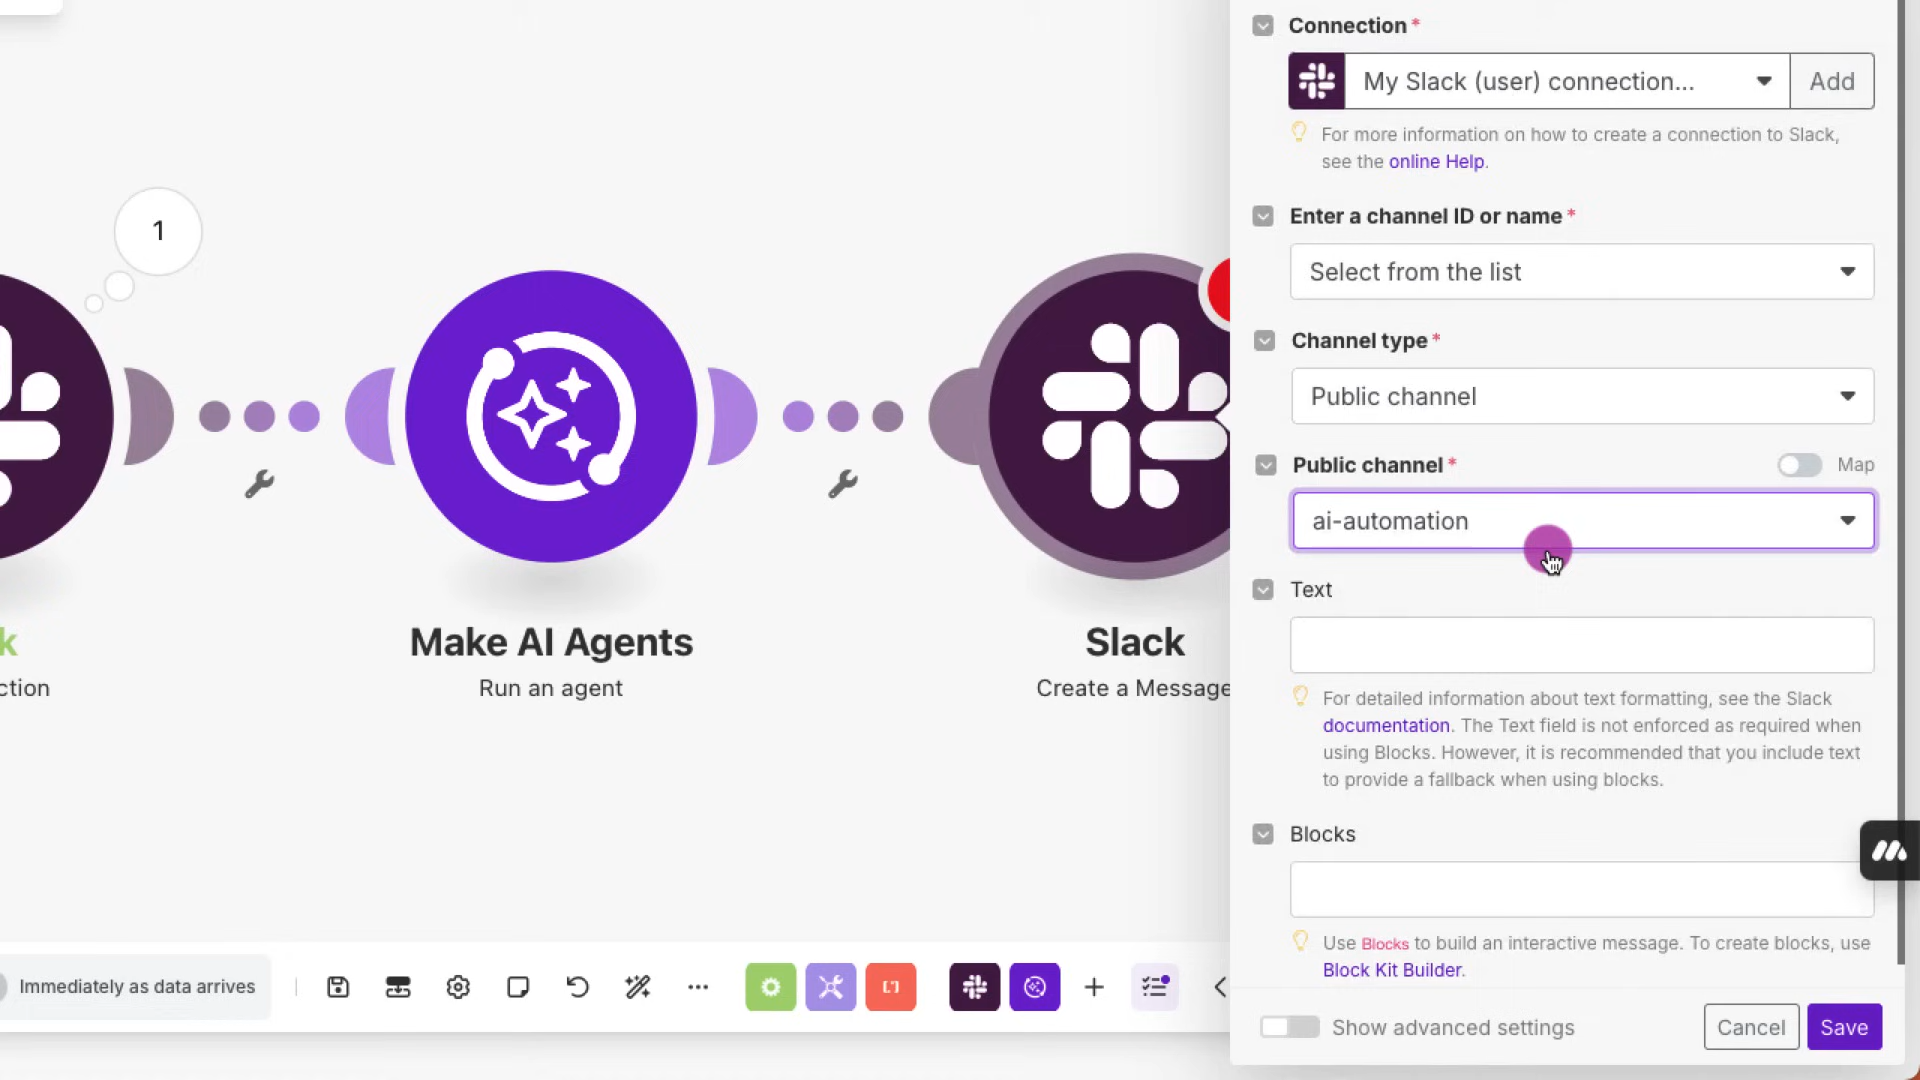 Connection *
My Slack (user) connection...
Add
For more information on how to create a connection to Slack,
see the online Help.
Enter a channel ID or name *
Select from the list
Channel type *
Public channel
Public channel *
Map
ai-automation
Text
For detailed information about text formatting, see the Slack
documentation. The Text field is not enforced as required when
using Blocks. However, it is recommended that you include text
to provide a fallback when using blocks.
Blocks
Use Blocks to build an interactive message. To create blocks, use
Block Kit Builder.
Show advanced settings
Cancel
Save
1
k
ction
Make AI Agents
Run an agent
Slack
Create a Message
Immediately as data arrives